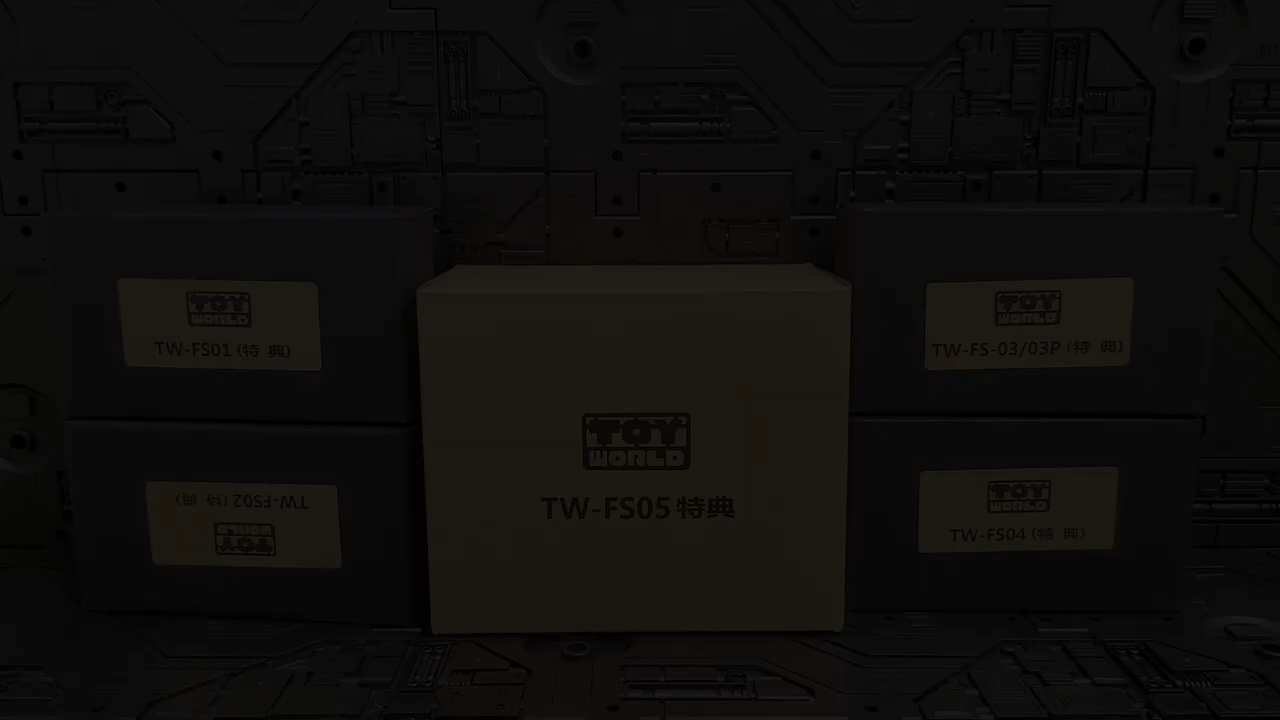 TOY
WORLD
TW-FS01 (特 典)
TOY
WORLD
TW-FS02 (特 典)
TOY
WORLD
TW-FS05 特典
TOY
WORLD
TW-FS-03/03P (特 典)
TOY
WORLD
TW-FS04 (特 典)